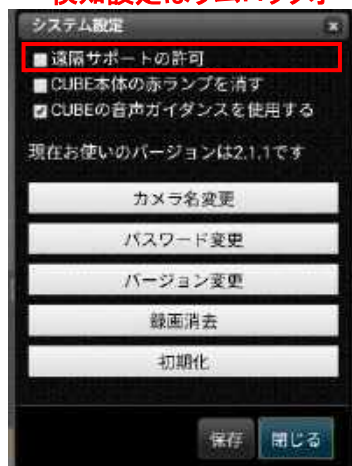 システム設定
遠隔サポートの許可
CUBE本体の赤ランプを消す
CUBEの音声ガイダンスを使用する
現在お使いのバージョンは2.1.1です
カメラ名変更
パスワード変更
バージョン変更
録画消去
初期化
保存 閉じる